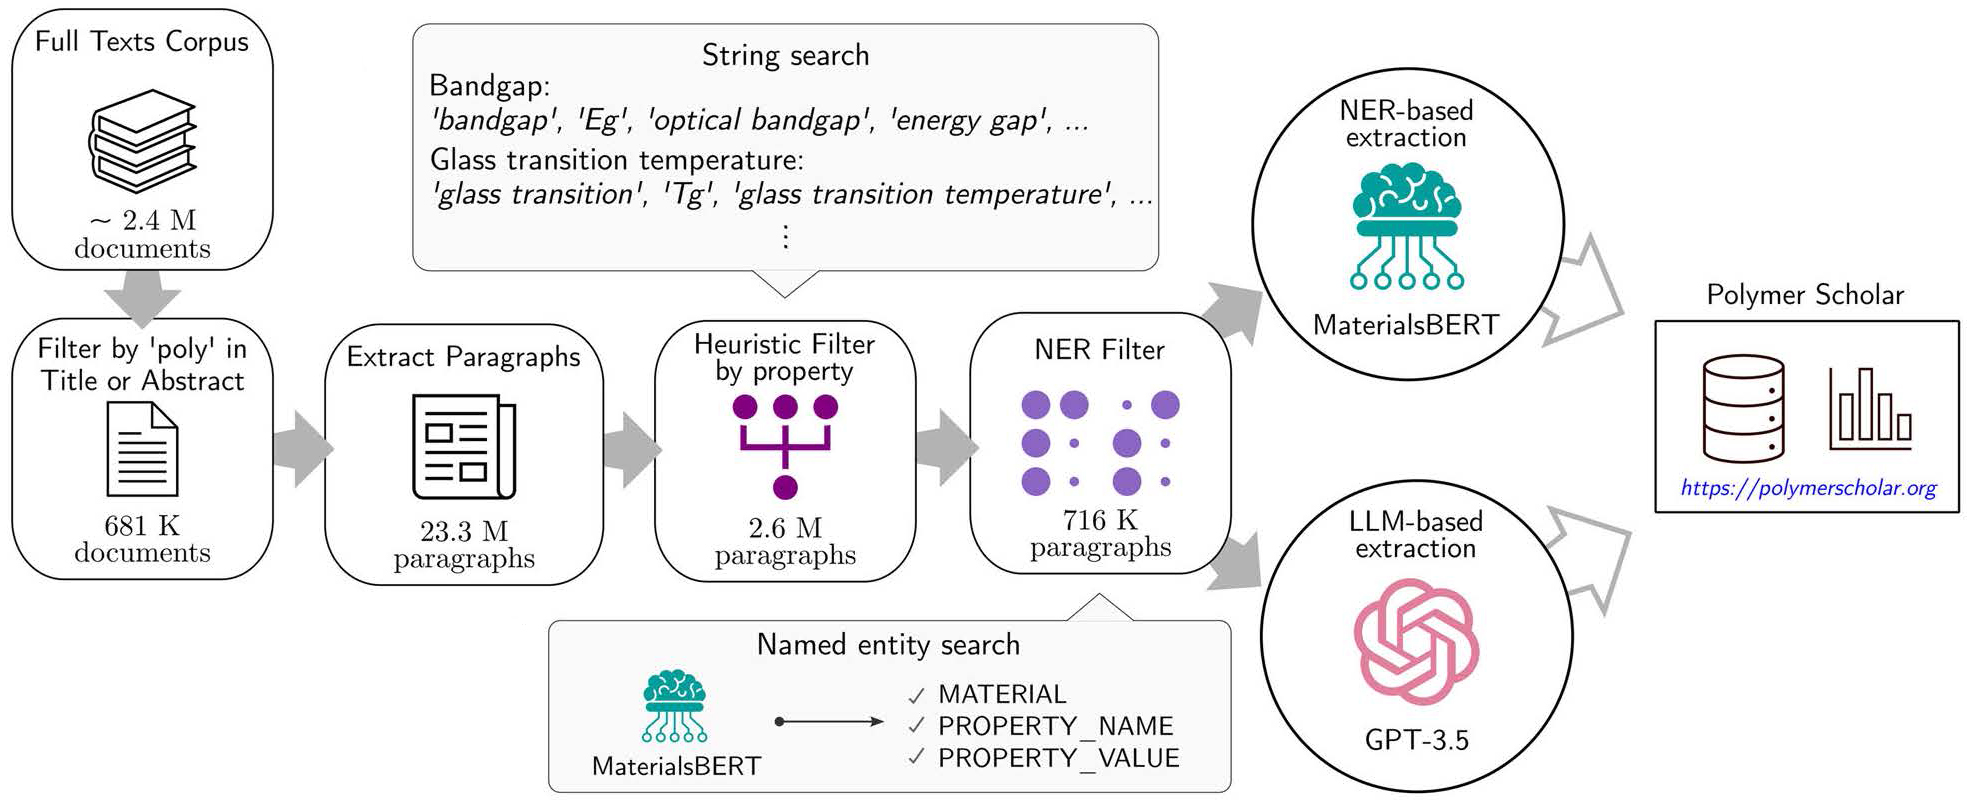 Full Texts Corpus
~ 2.4 M
documents
Filter by 'poly' in
Title or Abstract
681 K
documents
Extract Paragraphs
23.3 M
paragraphs
String search
Bandgap:
'bandgap', 'Eg', 'optical bandgap', 'energy gap', ...
Glass transition temperature:
'glass transition', 'Tg', 'glass transition temperature', ...
⋮
Heuristic Filter
by property
2.6 M
paragraphs
NER Filter
716 K
paragraphs
Named entity search
MaterialsBERT
✓ MATERIAL
✓ PROPERTY_NAME
✓ PROPERTY_VALUE
NER-based
extraction
MaterialsBERT
LLM-based
extraction
GPT-3.5
Polymer Scholar
https://polymerscholar.org